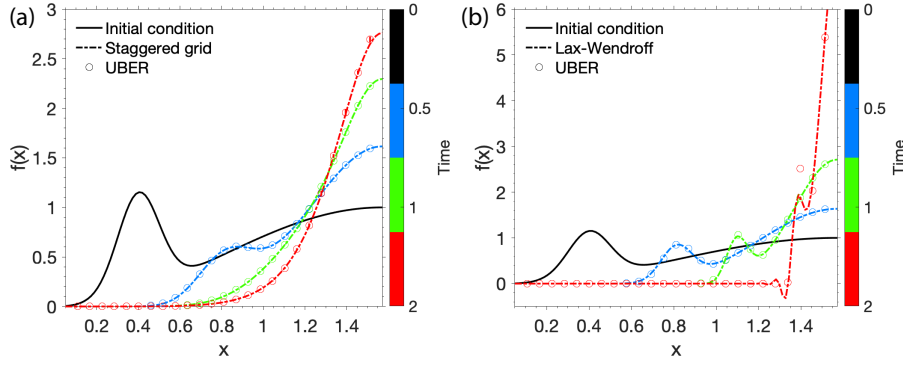 (a)
Initial condition
Staggered grid
UBER
f(x)
3
2.5
2
1.5
1
0.5
0
0.2 0.4 0.6 0.8 1 1.2 1.4
x
0
0.5
1
2
Time
(b)
Initial condition
Lax-Wendroff
UBER
f(x)
6
5
4
3
2
1
0
0.2 0.4 0.6 0.8 1 1.2 1.4
x
0
0.5
1
2
Time